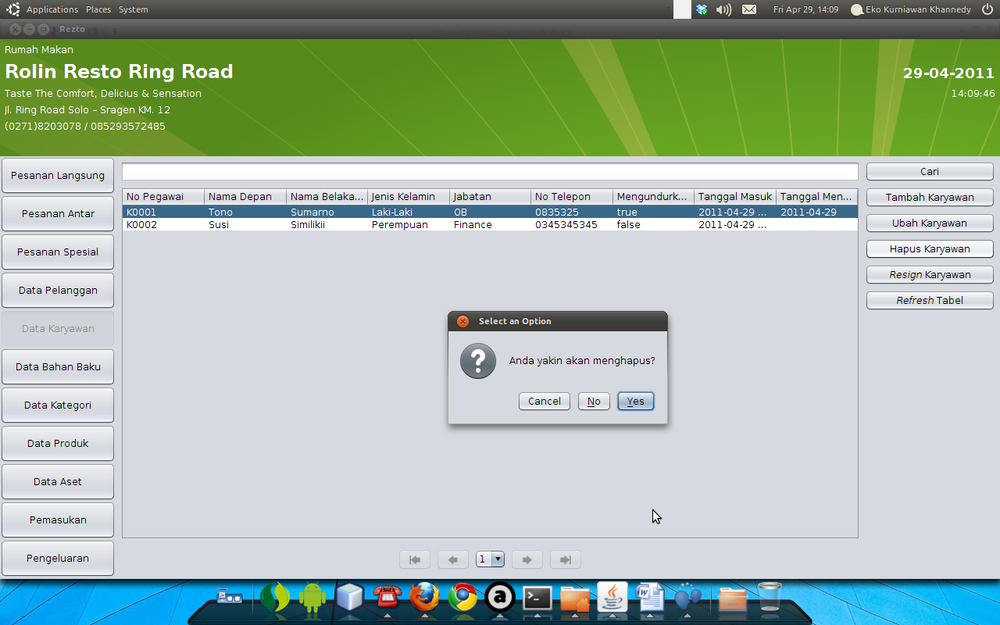 Applications Places System
Fri Apr 29, 14:09 Eko Kurniawan Khannedy
Rezto
Rumah Makan
Rolin Resto Ring Road
29-04-2011
Taste The Comfort, Delicius & Sensation
14:09:46
Jl. Ring Road Solo – Sragen KM. 12
(0271)8203078 / 085293572485
Pesanan Langsung
Pesanan Antar
Pesanan Spesial
Data Pelanggan
Data Karyawan
Data Bahan Baku
Data Kategori
Data Produk
Data Aset
Pemasukan
Pengeluaran
No Pegawai Nama Depan Nama Belaka... Jenis Kelamin Jabatan No Telepon Mengundurk... Tanggal Masuk Tanggal Men...
K0001 Tono Sumarno Laki-Laki OB 0835325 true 2011-04-29 ... 2011-04-29
K0002 Susi Similikii Perempuan Finance 0345345345 false 2011-04-29 ...
Cari
Tambah Karyawan
Ubah Karyawan
Hapus Karyawan
Resign Karyawan
Refresh Tabel
Select an Option
?
Anda yakin akan menghapus?
Cancel No Yes
1
a
>_
W